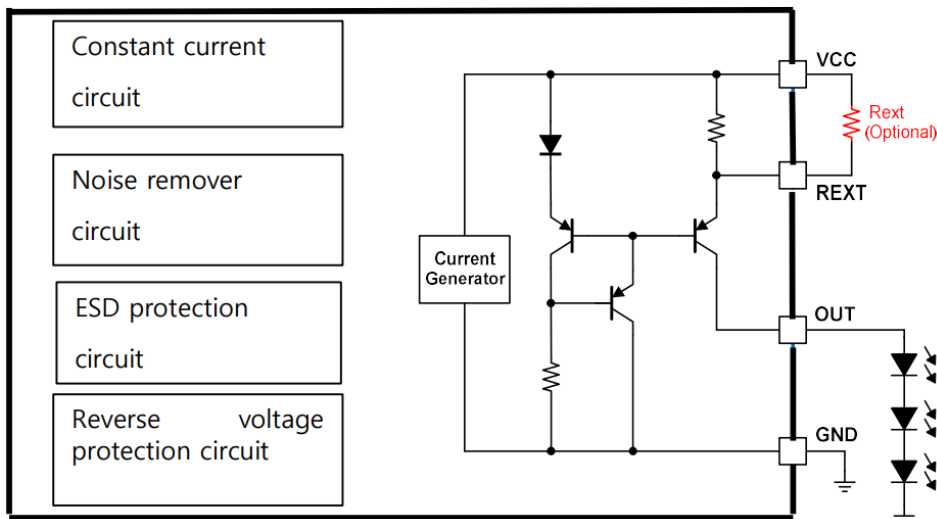 Constant current
circuit
Noise remover
circuit
ESD protection
circuit
Reverse voltage
protection circuit
Current
Generator
VCC
Rext
(Optional)
REXT
OUT
GND